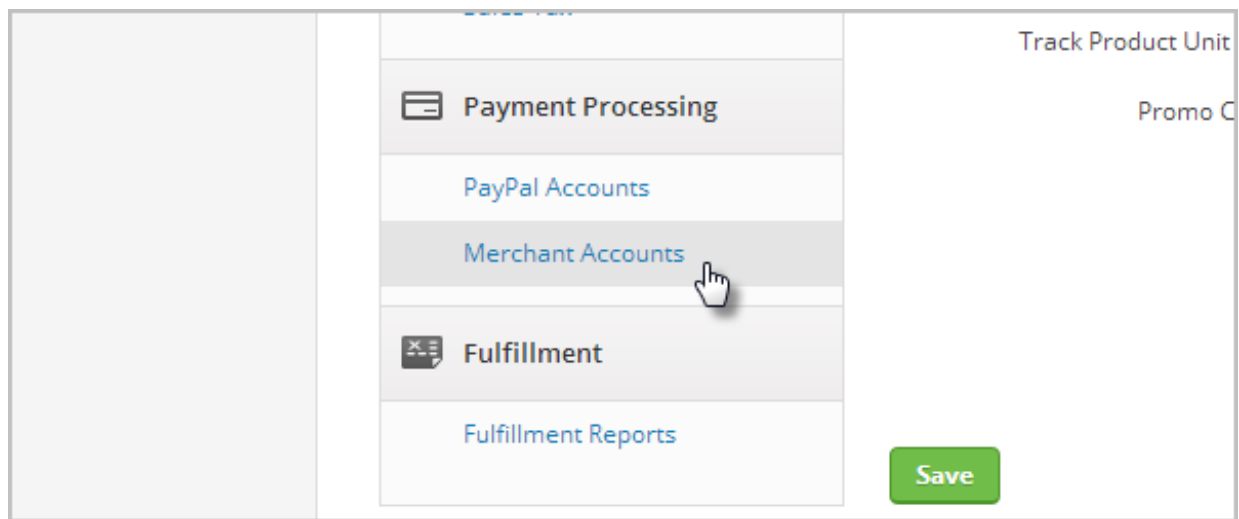 Track Product Unit
Payment Processing
Promo C
PayPal Accounts
Merchant Accounts
Fulfillment
Fulfillment Reports
Save